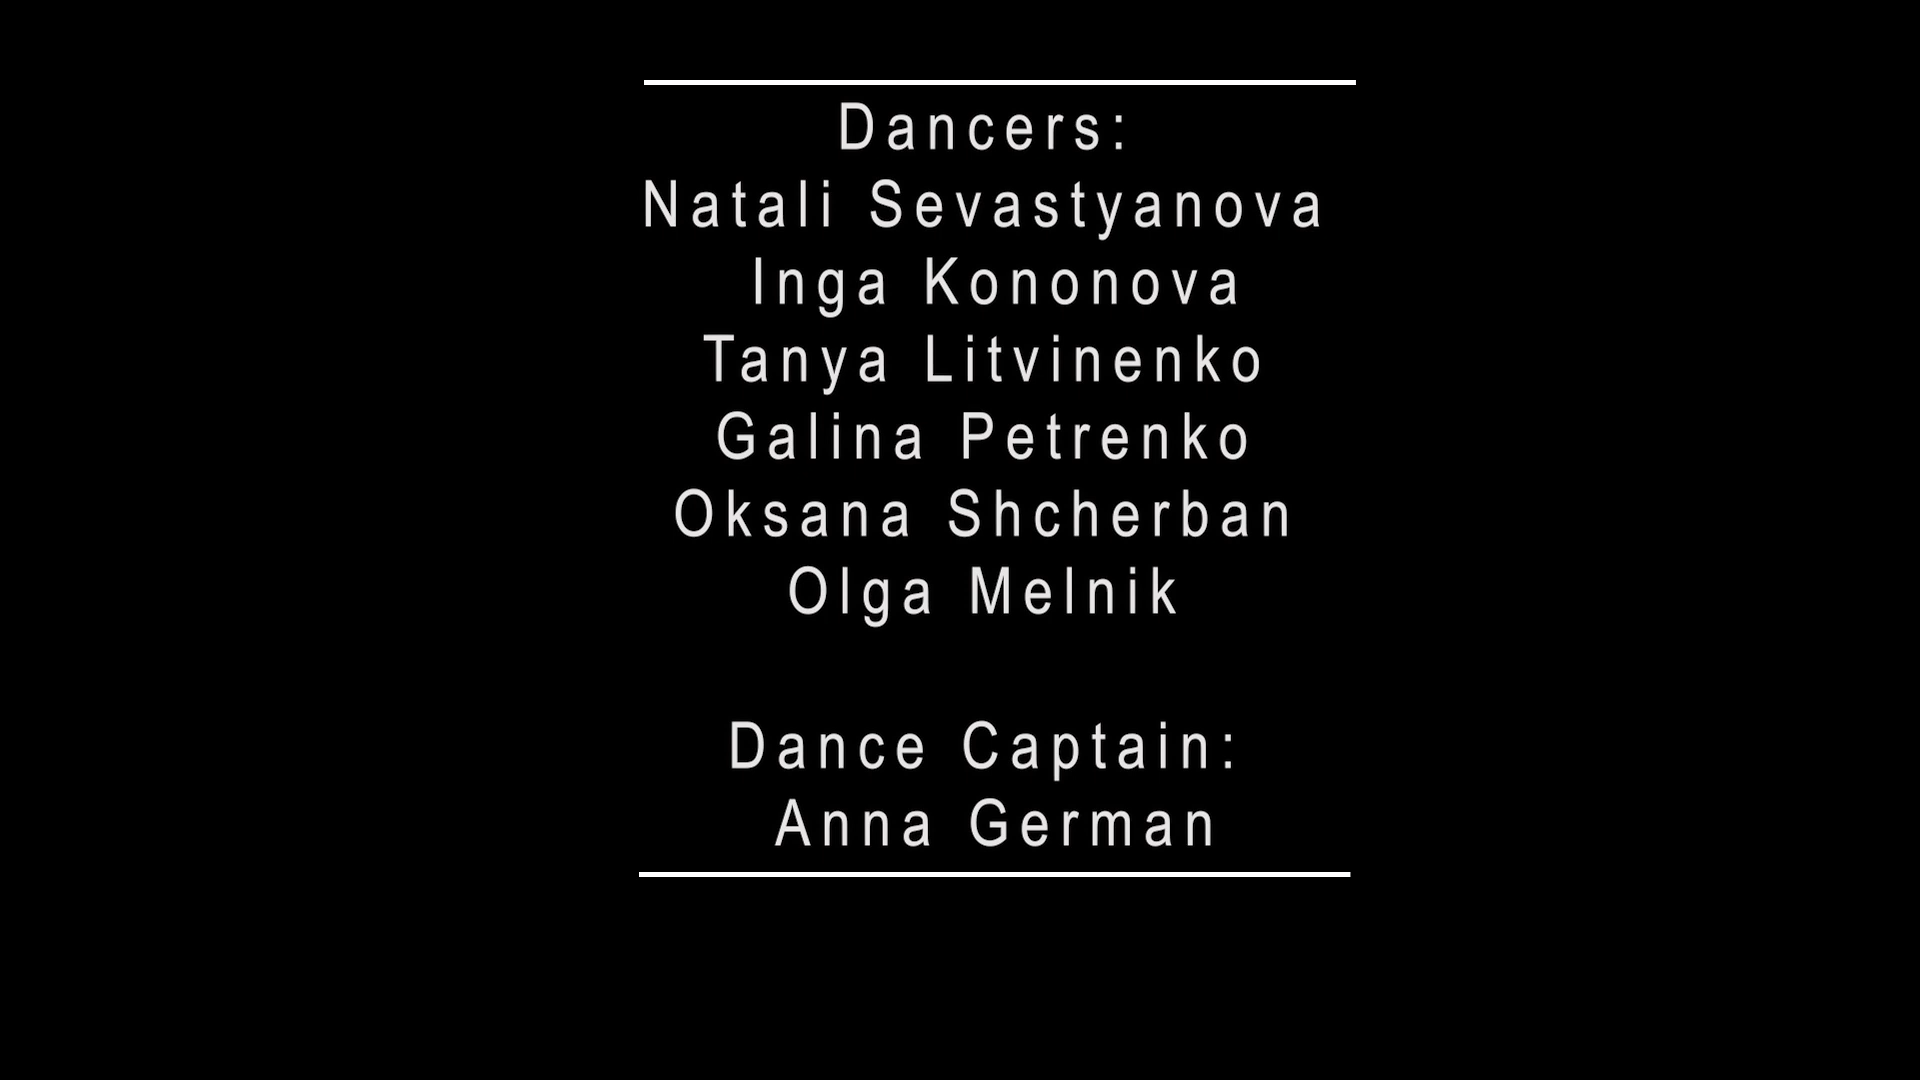 Dancers:
Natali Sevastyanova
Inga Kononova
Tanya Litvinenko
Galina Petrenko
Oksana Shcherban
Olga Melnik
Dance Captain:
Anna German